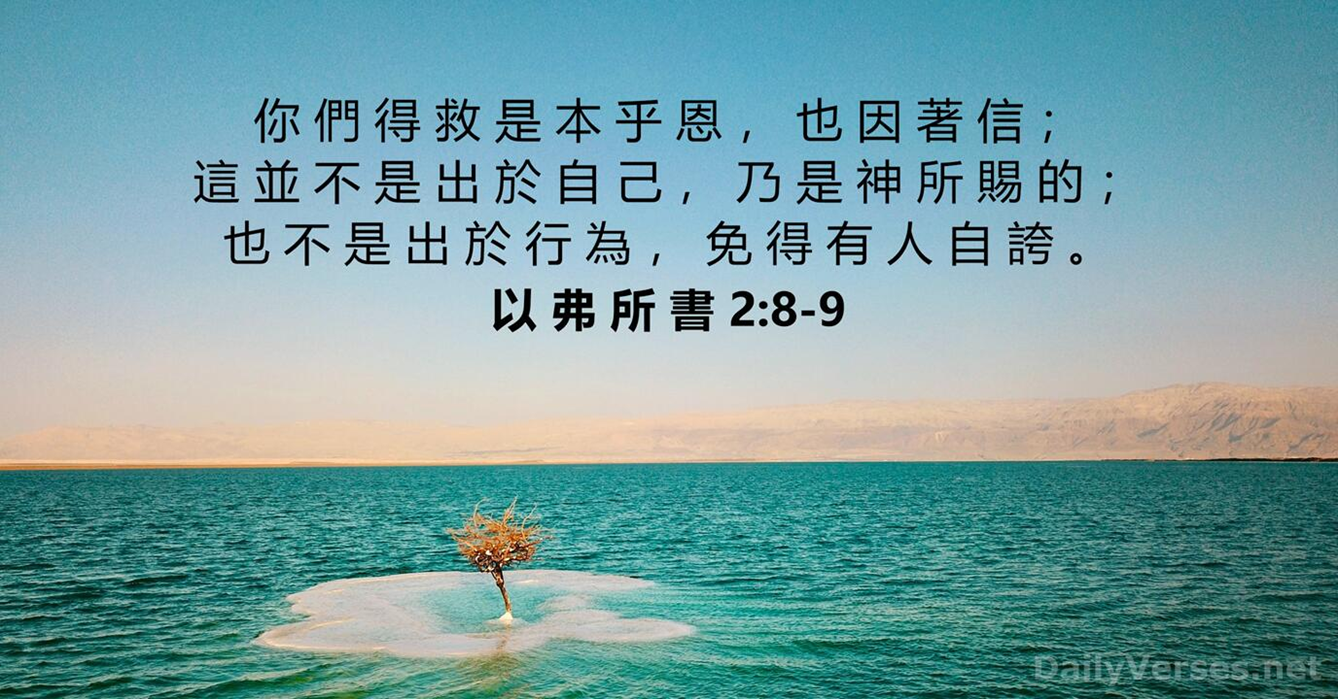 你們得救是本乎恩，也因著信；
這並不是出於自己，乃是神所賜的；
也不是出於行為，免得有人自誇。
以弗所書 2:8-9
DailyVerses.net